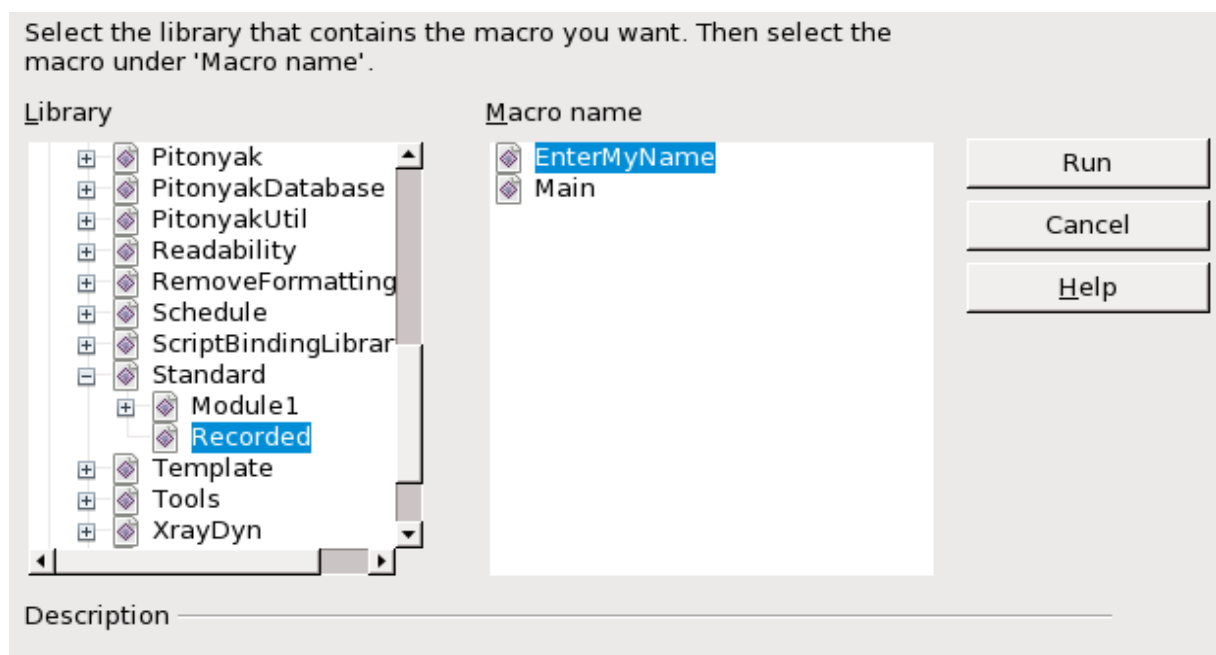 Select the library that contains the macro you want. Then select the
macro under 'Macro name'.
Library
Pitonyak
PitonyakDatabase
PitonyakUtil
Readability
RemoveFormatting
Schedule
ScriptBindingLibrar
Standard
Module1
Recorded
Template
Tools
XrayDyn
Macro name
EnterMyName
Main
Run
Cancel
Help
Description